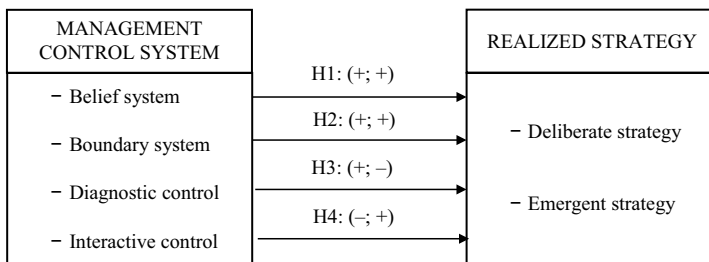 MANAGEMENT
CONTROL SYSTEM
− Belief system
− Boundary system
− Diagnostic control
− Interactive control
H1: (+; +)
H2: (+; +)
H3: (+; –)
H4: (–; +)
REALIZED STRATEGY
− Deliberate strategy
− Emergent strategy